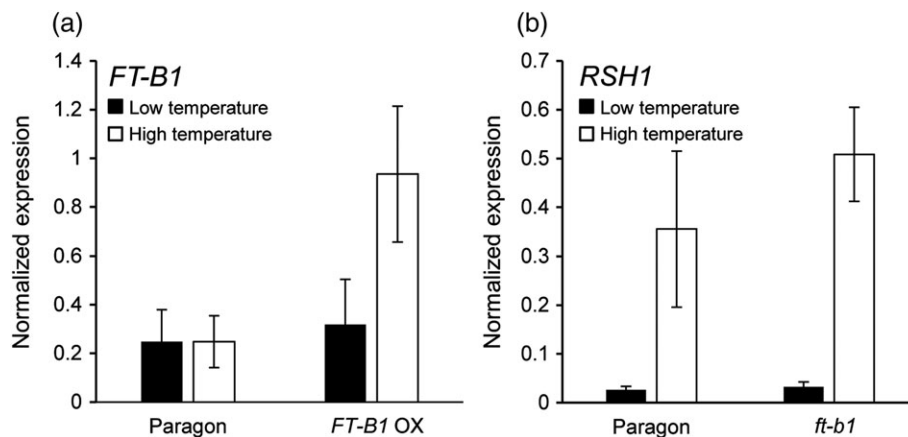 (a)
FT-B1
Low temperature
High temperature
Normalized expression
1.4
1.2
1
0.8
0.6
0.4
0.2
0
Paragon
FT-B1 OX
(b)
RSH1
Low temperature
High temperature
Normalized expression
0.7
0.6
0.5
0.4
0.3
0.2
0.1
0
Paragon
ft-b1